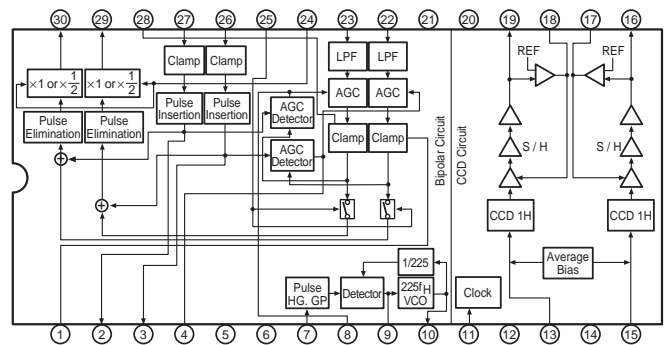 30 29 28 27 26 25 24 23 22 21 20 19 18 17 16
Clamp Clamp LPF LPF REF REF
×1 or×1/2 ×1 or×1/2
Pulse Insertion Pulse Insertion AGC Detector AGC AGC
Pulse Elimination Pulse Elimination
Clamp Clamp
S / H S / H
AGC Detector
Bipolar Circuit
CCD Circuit
CCD 1H CCD 1H
1/225
Average Bias
Pulse HG. GP Detector 225fH VCO Clock
1 2 3 4 5 6 7 8 9 10 11 12 13 14 15